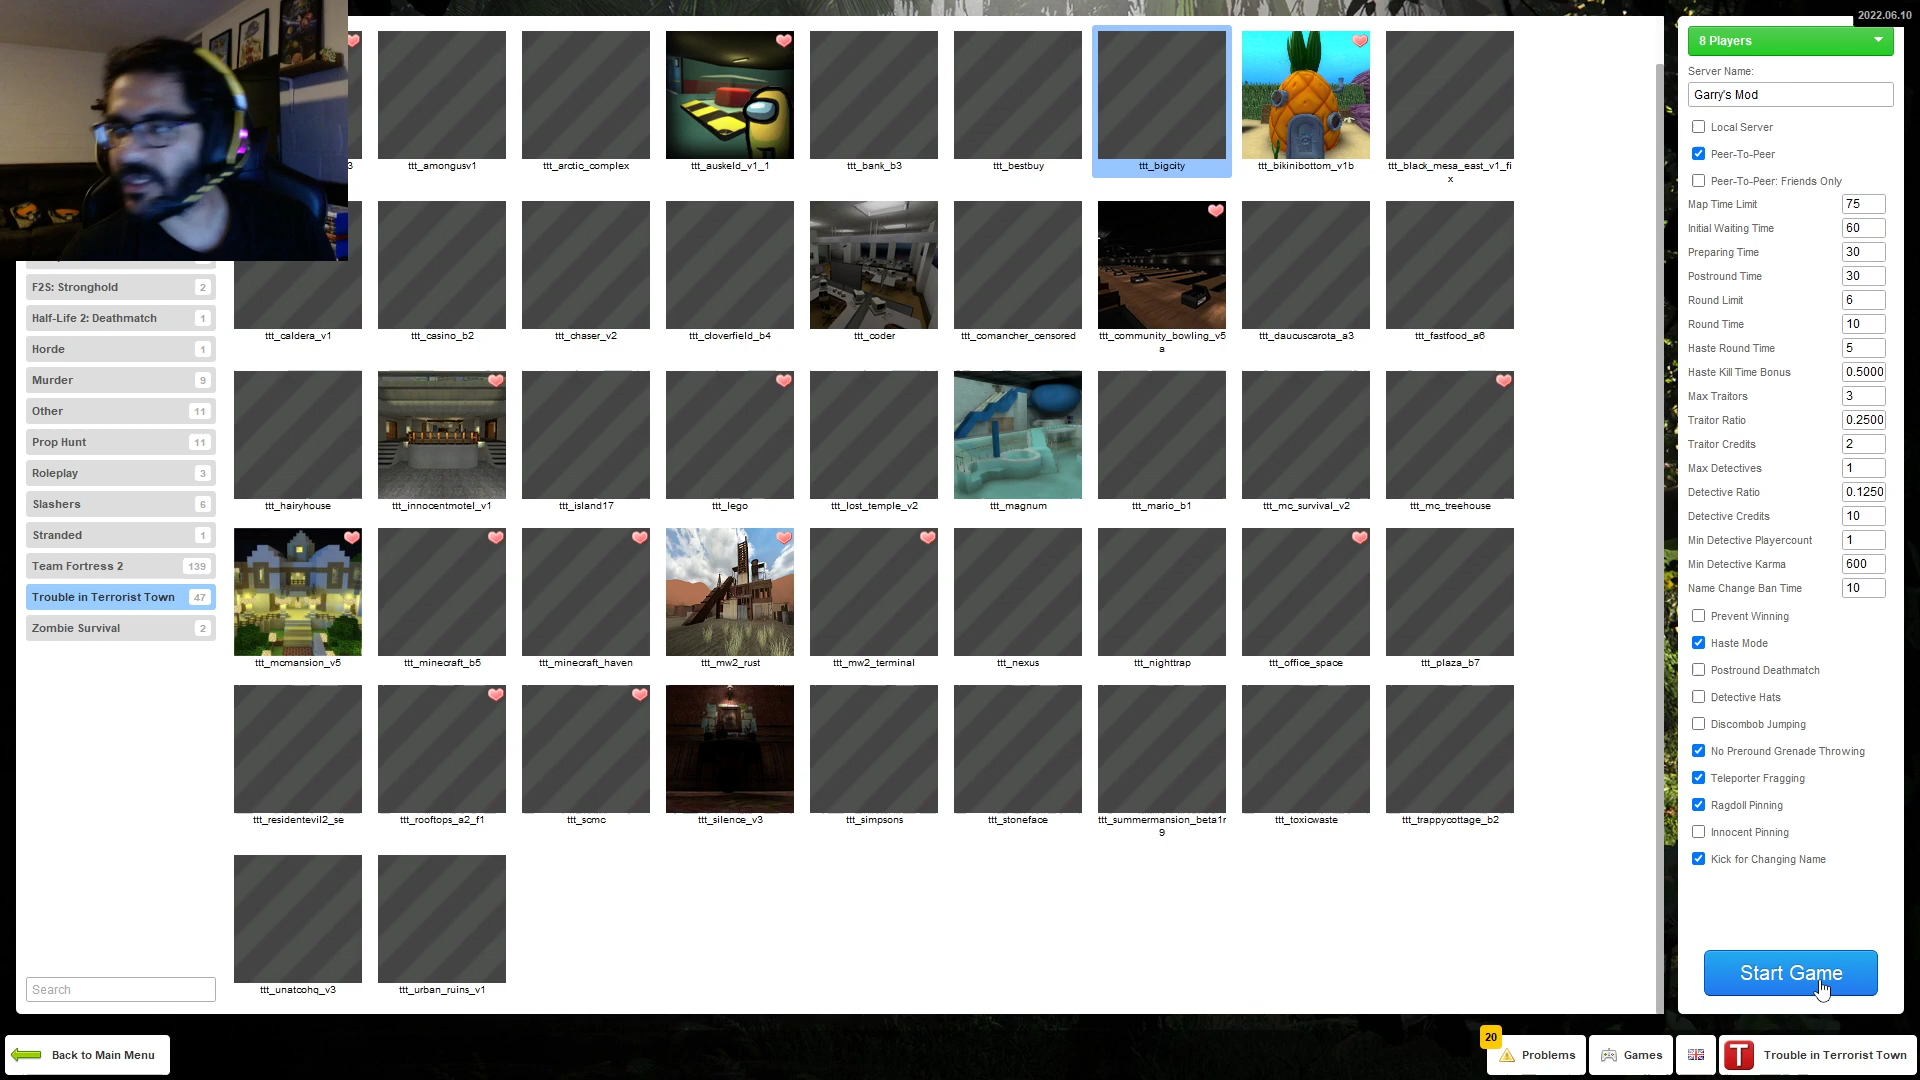 2022.06.10
8 Players
Server Name:
Garry's Mod
Local Server
Peer-To-Peer
Peer-To-Peer: Friends Only
Map Time Limit 75
Initial Waiting Time 60
Preparing Time 30
Postround Time 30
Round Limit 6
Round Time 10
Haste Round Time 5
Haste Kill Time Bonus 0.5000
Max Traitors 3
Traitor Ratio 0.2500
Traitor Credits 2
Max Detectives 1
Detective Ratio 0.1250
Detective Credits 10
Min Detective Playercount 1
Min Detective Karma 600
Name Change Ban Time 10
Prevent Winning
Haste Mode
Postround Deathmatch
Detective Hats
Discombob Jumping
No Preround Grenade Throwing
Teleporter Fragging
Ragdoll Pinning
Innocent Pinning
Kick for Changing Name
Start Game
3 ttt_amongusv1 ttt_arctic_complex ttt_auskeld_v1_1 ttt_bank_b3 ttt_bestbuy ttt_bigcity ttt_bikinibottom_v1b ttt_black_mesa_east_v1_fi
x
ttt_caldera_v1 ttt_casino_b2 ttt_chaser_v2 ttt_cloverfield_b4 ttt_coder ttt_comancher_censored ttt_community_bowling_v5 ttt_daucuscarota_a3 ttt_fastfood_a6
a
ttt_hairyhouse ttt_innocentmotel_v1 ttt_island17 ttt_lego ttt_lost_temple_v2 ttt_magnum ttt_mario_b1 ttt_mc_survival_v2 ttt_mc_treehouse
ttt_mcmansion_v5 ttt_minecraft_b5 ttt_minecraft_haven ttt_mw2_rust ttt_mw2_terminal ttt_nexus ttt_nighttrap ttt_office_space ttt_plaza_b7
ttt_residentevil2_se ttt_rooftops_a2_f1 ttt_scmc ttt_silence_v3 ttt_simpsons ttt_stoneface ttt_summermansion_beta1r ttt_toxicwaste ttt_trappycottage_b2
9
ttt_unatcohq_v3 ttt_urban_ruins_v1
F2S: Stronghold 2
Half-Life 2: Deathmatch 1
Horde 1
Murder 9
Other 11
Prop Hunt 11
Roleplay 3
Slashers 6
Stranded 1
Team Fortress 2 139
Trouble in Terrorist Town 47
Zombie Survival 2
Search
Back to Main Menu
20
Problems
Games
T
Trouble in Terrorist Town